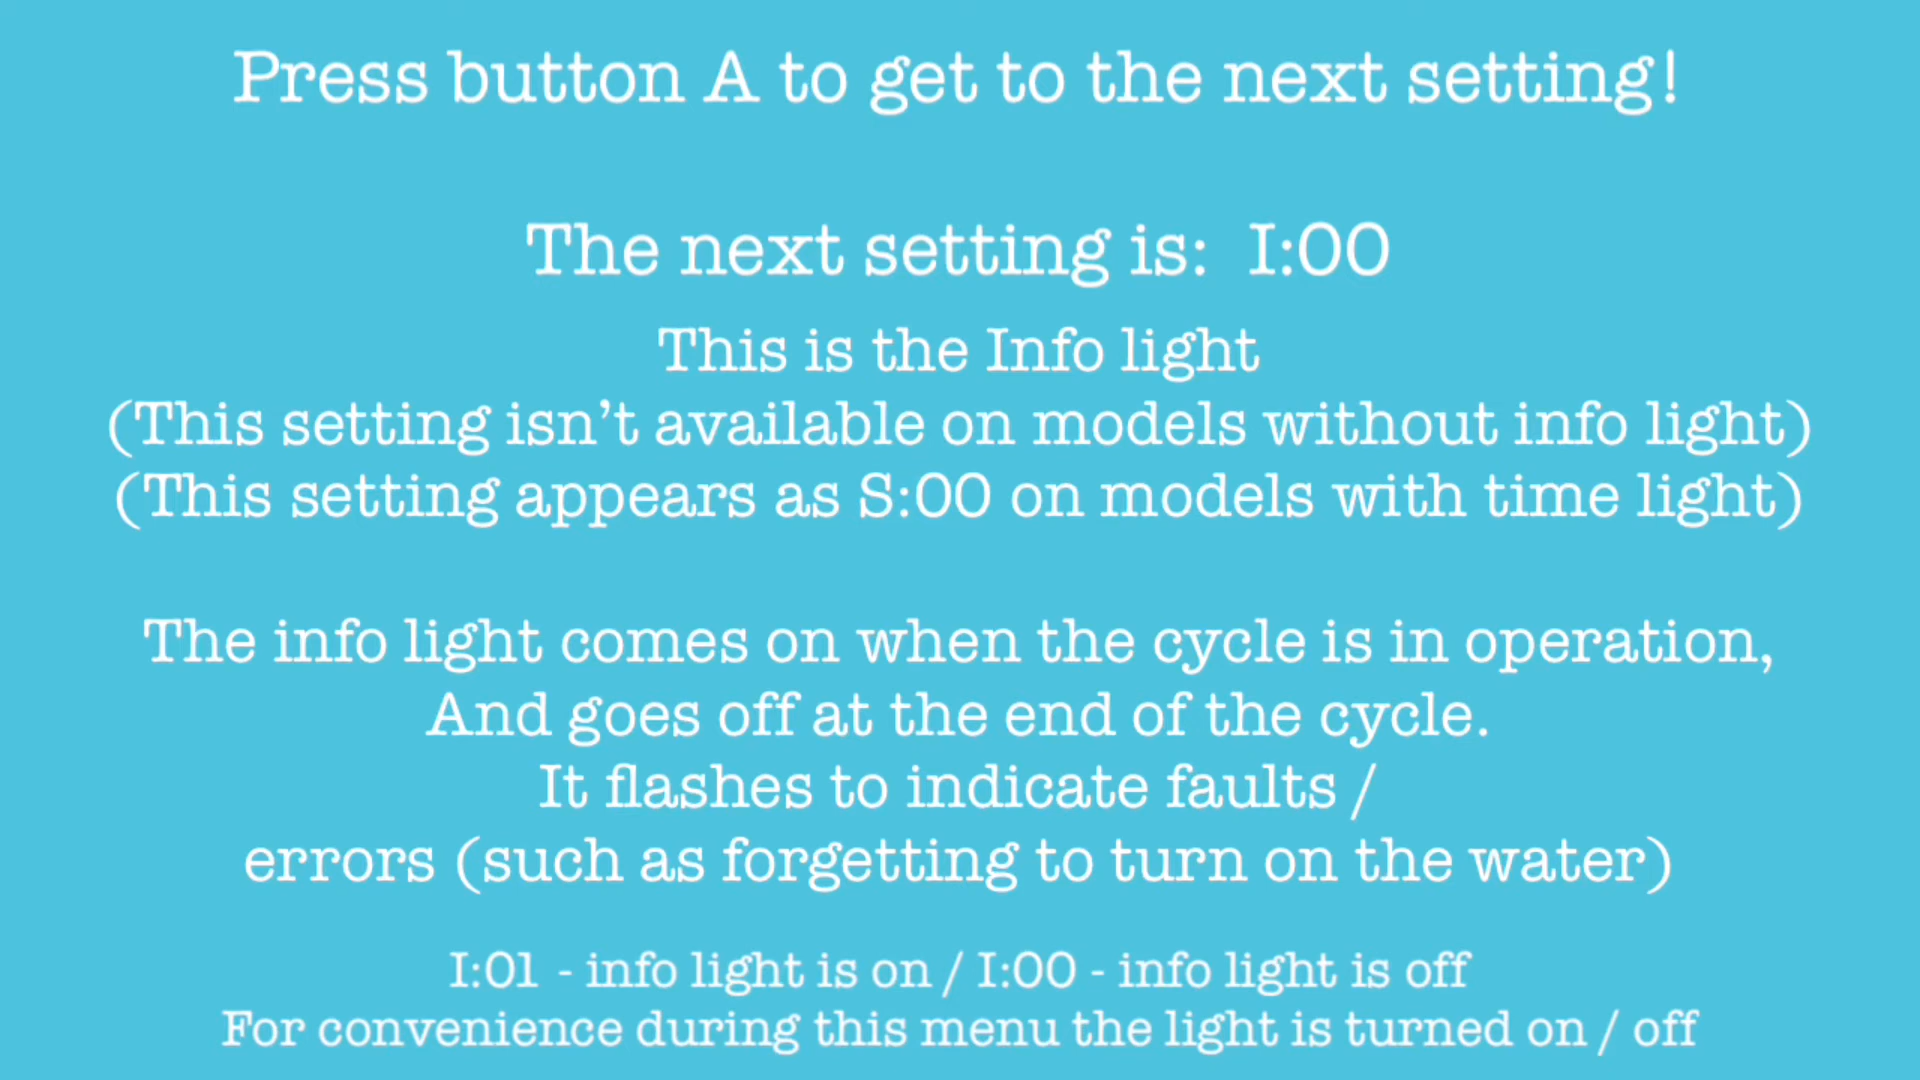 Press button A to get to the next setting!
The next setting is:  I:00
This is the Info light
(This setting isn't available on models without info light)
(This setting appears as S:00 on models with time light)
The info light comes on when the cycle is in operation,
And goes off at the end of the cycle.
It flashes to indicate faults /
errors (such as forgetting to turn on the water)
I:01 - info light is on / I:00 - info light is off
For convenience during this menu the light is turned on / off